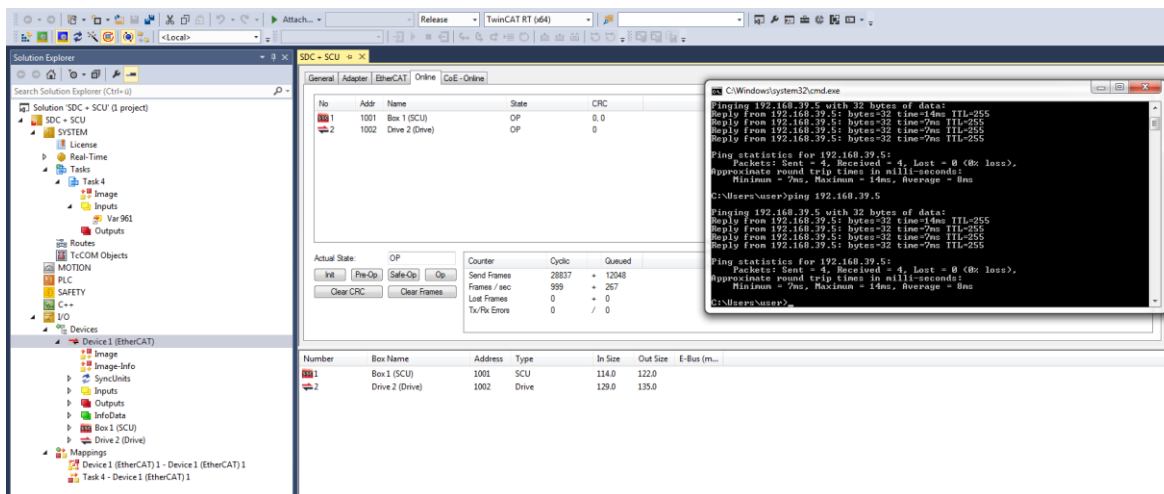 Attach...
Release
TwinCAT RT (x64)
<Local>
Solution Explorer
Search Solution Explorer (Ctrl+ü)
Solution 'SDC + SCU' (1 project)
SDC + SCU
SYSTEM
License
Real-Time
Tasks
Task 4
Image
Inputs
Var 961
Outputs
Routes
TcCOM Objects
MOTION
PLC
SAFETY
C++
I/O
Devices
Device 1 (EtherCAT)
Image
Image-Info
SyncUnits
Inputs
Outputs
InfoData
Box 1 (SCU)
Drive 2 (Drive)
Mappings
Device 1 (EtherCAT) 1 - Device 1 (EtherCAT) 1
Task 4 - Device 1 (EtherCAT) 1
SDC + SCU
General Adapter EtherCAT Online CoE - Online
No Addr Name State CRC
1 1001 Box 1 (SCU) OP 0, 0
2 1002 Drive 2 (Drive) OP 0
Actual State: OP
Init Pre-Op Safe-Op Op
Clear CRC Clear Frames
Counter Cyclic Queued
Send Frames 28837 + 12048
Frames / sec 999 + 267
Lost Frames 0 + 0
Tx/Rx Errors 0 / 0
Number Box Name Address Type In Size Out Size E-Bus (m...
1 Box 1 (SCU) 1001 SCU 114.0 122.0
2 Drive 2 (Drive) 1002 Drive 129.0 135.0
C:\Windows\system32\cmd.exe
Pinging 192.168.39.5 with 32 bytes of data:
Reply from 192.168.39.5: bytes=32 time=14ms TTL=255
Reply from 192.168.39.5: bytes=32 time=7ms TTL=255
Reply from 192.168.39.5: bytes=32 time=7ms TTL=255
Reply from 192.168.39.5: bytes=32 time=7ms TTL=255
Ping statistics for 192.168.39.5:
Packets: Sent = 4, Received = 4, Lost = 0 (0% loss),
Approximate round trip times in milli-seconds:
Minimum = 7ms, Maximum = 14ms, Average = 8ms
C:\Users\user>ping 192.168.39.5
Pinging 192.168.39.5 with 32 bytes of data:
Reply from 192.168.39.5: bytes=32 time=14ms TTL=255
Reply from 192.168.39.5: bytes=32 time=7ms TTL=255
Reply from 192.168.39.5: bytes=32 time=7ms TTL=255
Reply from 192.168.39.5: bytes=32 time=7ms TTL=255
Ping statistics for 192.168.39.5:
Packets: Sent = 4, Received = 4, Lost = 0 (0% loss),
Approximate round trip times in milli-seconds:
Minimum = 7ms, Maximum = 14ms, Average = 8ms
C:\Users\user>_